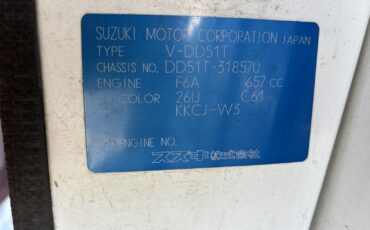 SUZUKI MOTOR CORPORATION JAPAN
TYPE V-DD51T
CHASSIS NO. DD51T-318570
ENGINE F6A 657 cc
COLOR 26U C61
KKCJ-W3
ENGINE NO.
スズキ株式会社